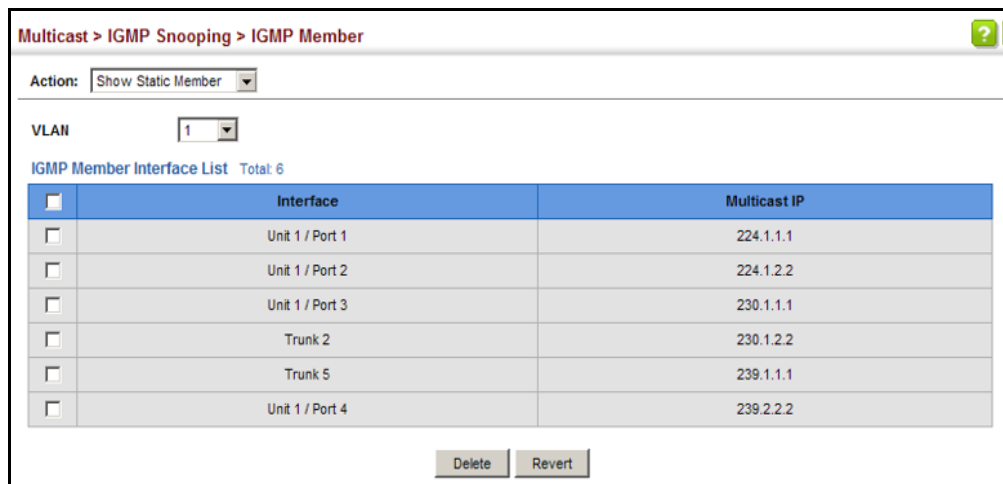 Multicast > IGMP Snooping > IGMP Member
?
Action: Show Static Member
VLAN 1
IGMP Member Interface List Total: 6
Interface Multicast IP
Unit 1 / Port 1 224.1.1.1
Unit 1 / Port 2 224.1.2.2
Unit 1 / Port 3 230.1.1.1
Trunk 2 230.1.2.2
Trunk 5 239.1.1.1
Unit 1 / Port 4 239.2.2.2
Delete Revert